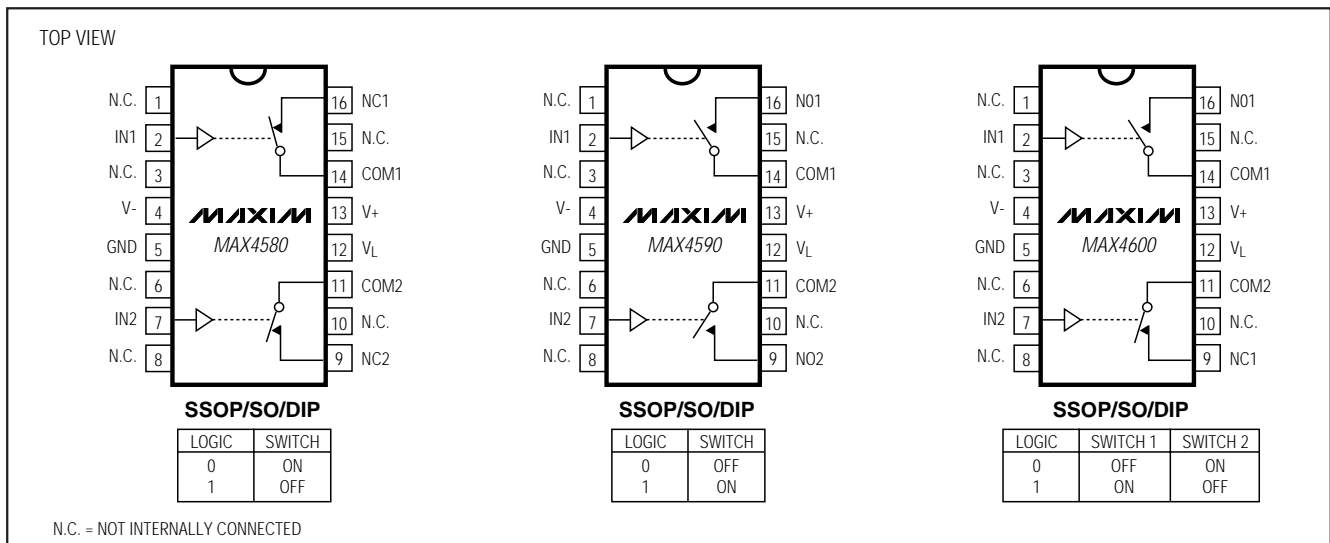 TOP VIEW
N.C. 1
IN1 2
N.C. 3
V- 4
GND 5
N.C. 6
IN2 7
N.C. 8
16 NC1
15 N.C.
14 COM1
13 V+
12 VL
11 COM2
10 N.C.
9 NC2
MAXIM
MAX4580
SSOP/SO/DIP
LOGIC SWITCH
0 ON
1 OFF
N.C. 1
IN1 2
N.C. 3
V- 4
GND 5
N.C. 6
IN2 7
N.C. 8
16 N01
15 N.C.
14 COM1
13 V+
12 VL
11 COM2
10 N.C.
9 NO2
MAXIM
MAX4590
SSOP/SO/DIP
LOGIC SWITCH
0 OFF
1 ON
N.C. 1
IN1 2
N.C. 3
V- 4
GND 5
N.C. 6
IN2 7
N.C. 8
16 N01
15 N.C.
14 COM1
13 V+
12 VL
11 COM2
10 N.C.
9 NC1
MAXIM
MAX4600
SSOP/SO/DIP
LOGIC SWITCH 1 SWITCH 2
0 OFF ON
1 ON OFF
N.C. = NOT INTERNALLY CONNECTED